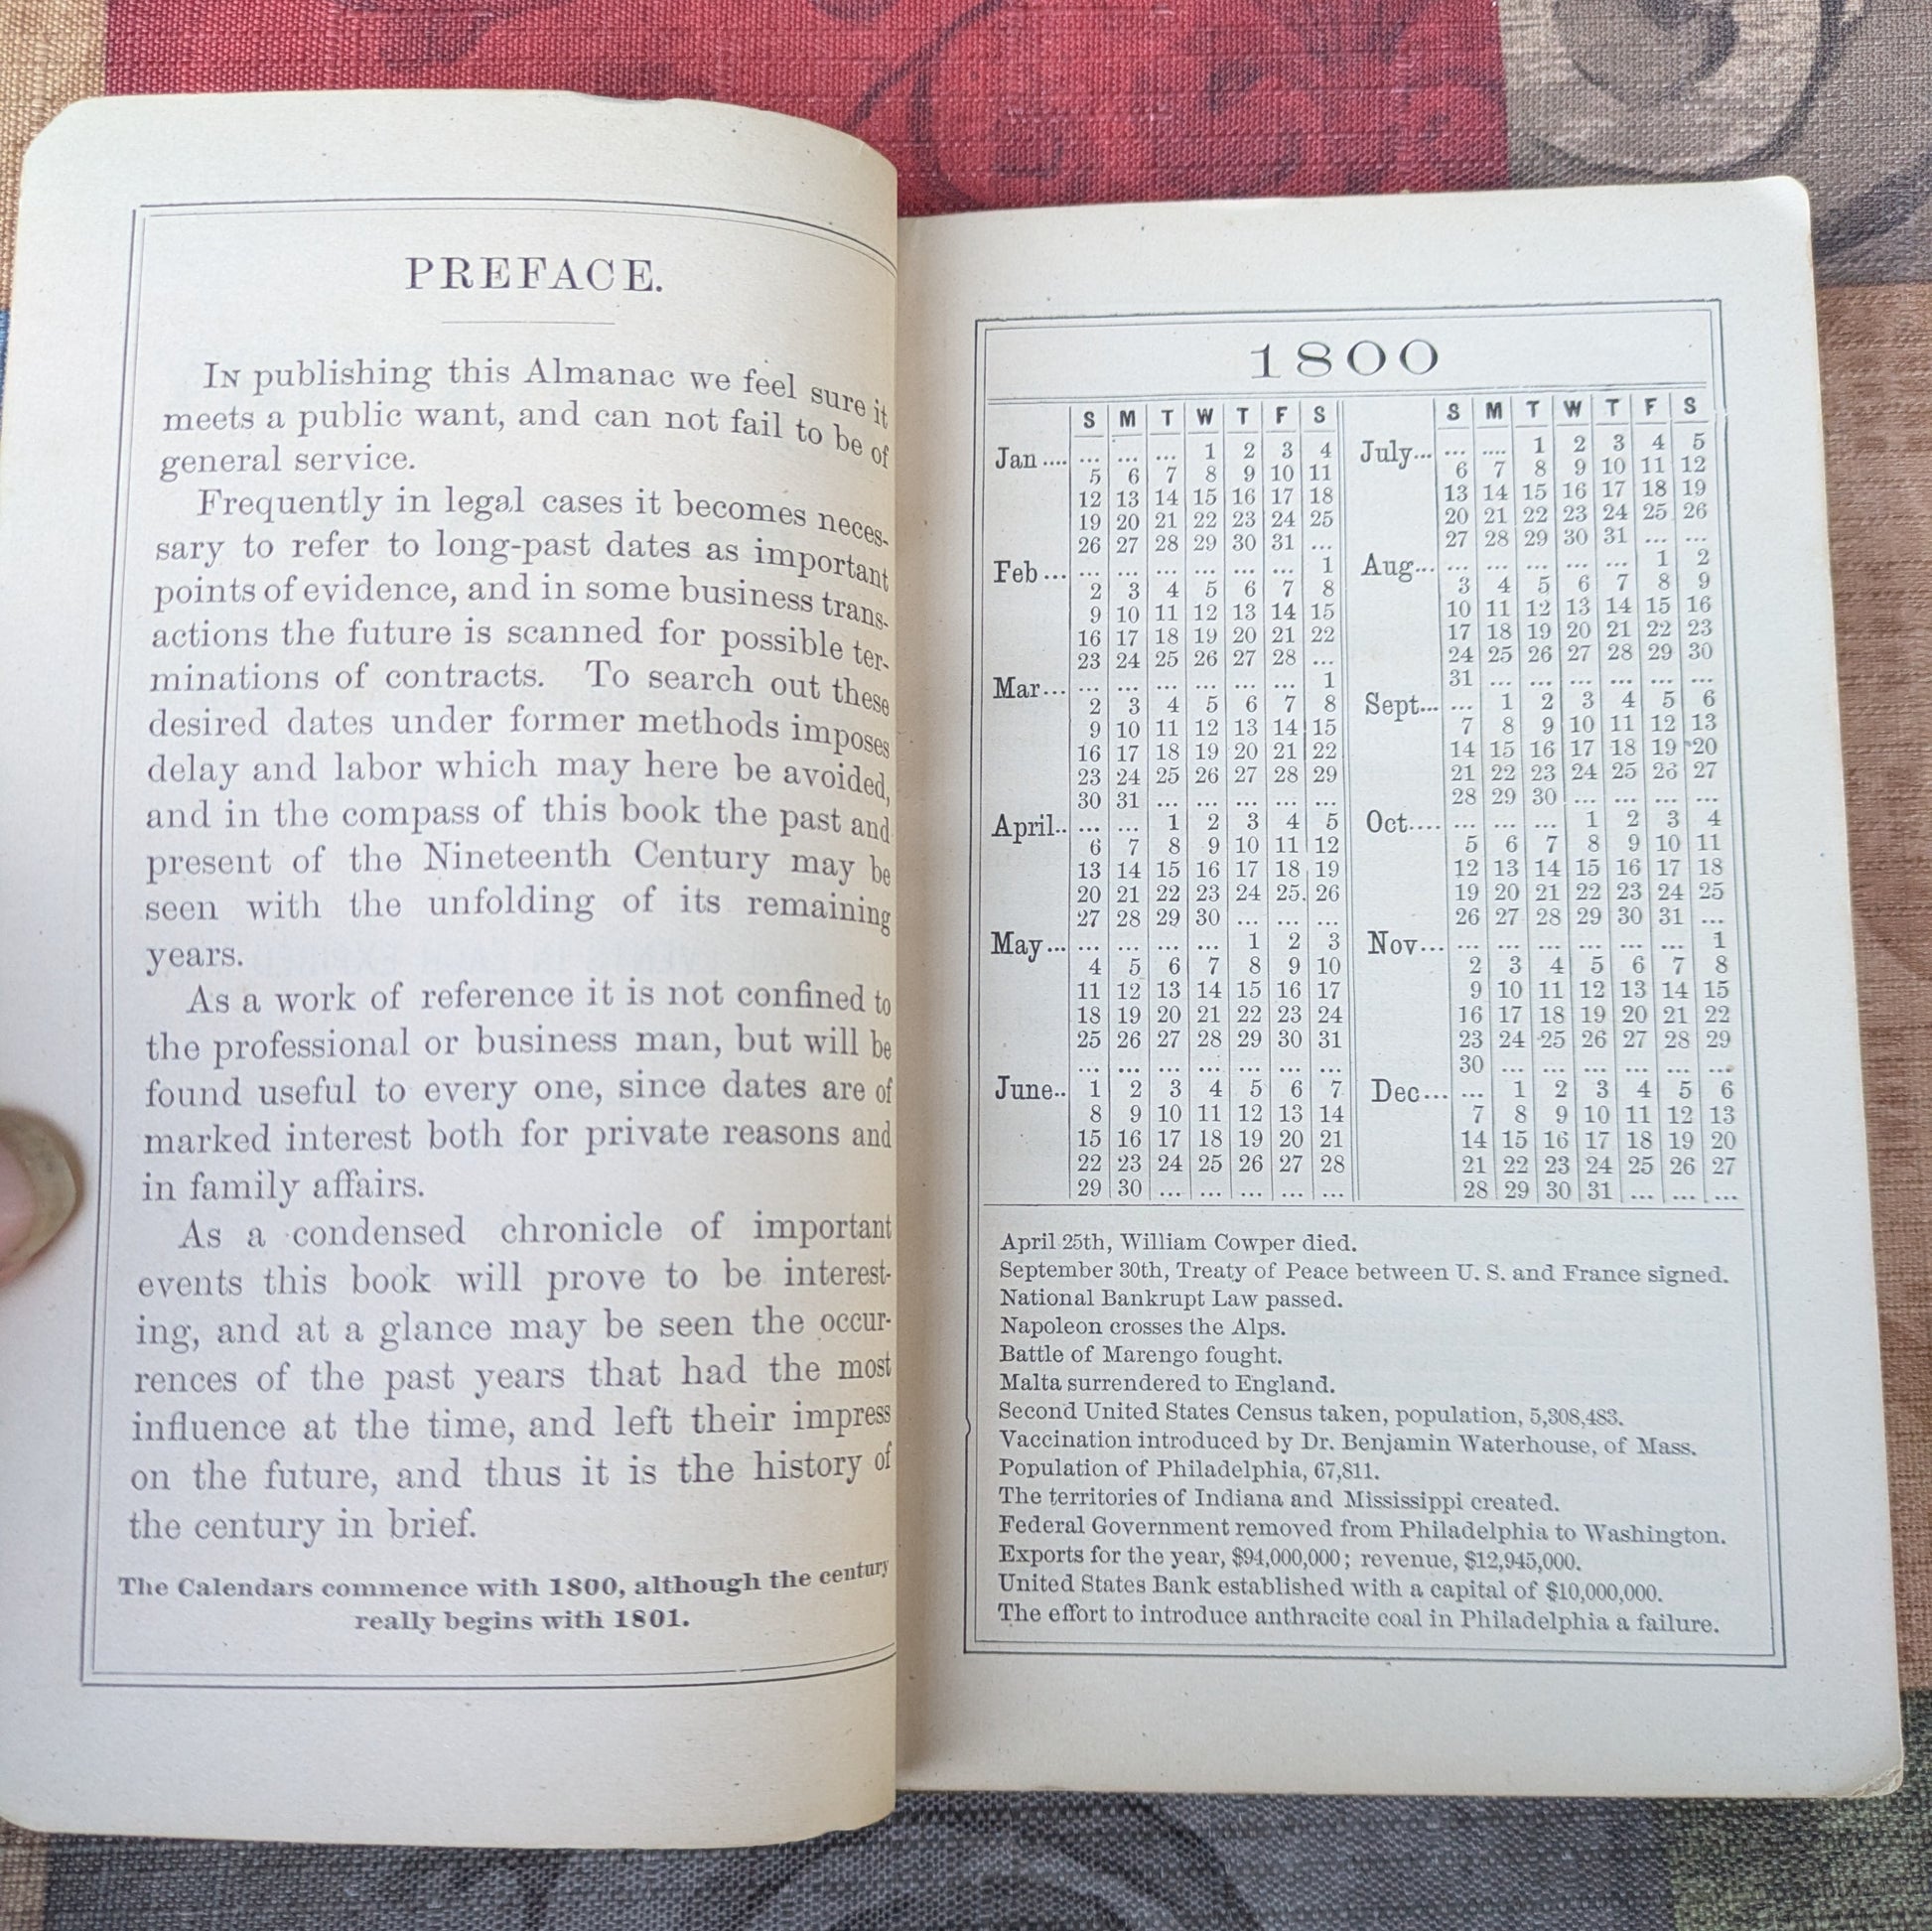 PREFACE.
IN publishing this Almanac we feel sure it
meets a public want, and can not fail to be of
general service.
Frequently in legal cases it becomes neces-
sary to refer to long-past dates as important
points of evidence, and in some business trans-
actions the future is scanned for possible ter-
minations of contracts. To search out these
desired dates under former methods imposes
delay and labor which may here be avoided,
and in the compass of this book the past and
present of the Nineteenth Century may be
seen with the unfolding of its remaining
years.
As a work of reference it is not confined to
the professional or business man, but will be
found useful to every one, since dates are of
marked interest both for private reasons and
in family affairs.
As a condensed chronicle of important
events this book will prove to be interest-
ing, and at a glance may be seen the occur-
rences of the past years that had the most
influence at the time, and left their impress
on the future, and thus it is the history of
the century in brief.
The Calendars commence with 1800, although the century
really begins with 1801.
1800
S M T W T F S
Jan .... ... ... ... 1 2 3 4
5 6 7 8 9 10 11
12 13 14 15 16 17 18
19 20 21 22 23 24 25
26 27 28 29 30 31 ...
Feb ... ... ... ... ... ... ... 1
2 3 4 5 6 7 8
9 10 11 12 13 14 15
16 17 18 19 20 21 22
23 24 25 26 27 28 ...
Mar... ... ... ... ... ... ... 1
2 3 4 5 6 7 8
9 10 11 12 13 14 15
16 17 18 19 20 21 22
23 24 25 26 27 28 29
30 31 ... ... ... ... ...
April.. ... ... 1 2 3 4 5
6 7 8 9 10 11 12
13 14 15 16 17 18 19
20 21 22 23 24 25 26
27 28 29 30 ... ... ...
May... ... ... ... ... 1 2 3
4 5 6 7 8 9 10
11 12 13 14 15 16 17
18 19 20 21 22 23 24
25 26 27 28 29 30 31
... ... ... ... ... ... ...
June.. 1 2 3 4 5 6 7
8 9 10 11 12 13 14
15 16 17 18 19 20 21
22 23 24 25 26 27 28
29 30 ... ... ... ... ...
S M T W T F S
July... ... .... 1 2 3 4 5
6 7 8 9 10 11 12
13 14 15 16 17 18 19
20 21 22 23 24 25 26
27 28 29 30 31 ... ...
Aug... ... ... ... ... ... 1 2
3 4 5 6 7 8 9
10 11 12 13 14 15 16
17 18 19 20 21 22 23
24 25 26 27 28 29 30
31 ... ... ... ... ... ...
Sept... ... 1 2 3 4 5 6
7 8 9 10 11 12 13
14 15 16 17 18 19 20
21 22 23 24 25 26 27
28 29 30 ... ... ... ...
Oct.... ... ... ... 1 2 3 4
5 6 7 8 9 10 11
12 13 14 15 16 17 18
19 20 21 22 23 24 25
26 27 28 29 30 31 ...
Nov... ... ... ... ... ... ... 1
2 3 4 5 6 7 8
9 10 11 12 13 14 15
16 17 18 19 20 21 22
23 24 25 26 27 28 29
30 ... ... ... ... ... ...
Dec... ... 1 2 3 4 5 6
7 8 9 10 11 12 13
14 15 16 17 18 19 20
21 22 23 24 25 26 27
28 29 30 31 ... ... ...
April 25th, William Cowper died.
September 30th, Treaty of Peace between U. S. and France signed.
National Bankrupt Law passed.
Napoleon crosses the Alps.
Battle of Marengo fought.
Malta surrendered to England.
Second United States Census taken, population, 5,308,483.
Vaccination introduced by Dr. Benjamin Waterhouse, of Mass.
Population of Philadelphia, 67,811.
The territories of Indiana and Mississippi created.
Federal Government removed from Philadelphia to Washington.
Exports for the year, $94,000,000; revenue, $12,945,000.
United States Bank established with a capital of $10,000,000.
The effort to introduce anthracite coal in Philadelphia a failure.